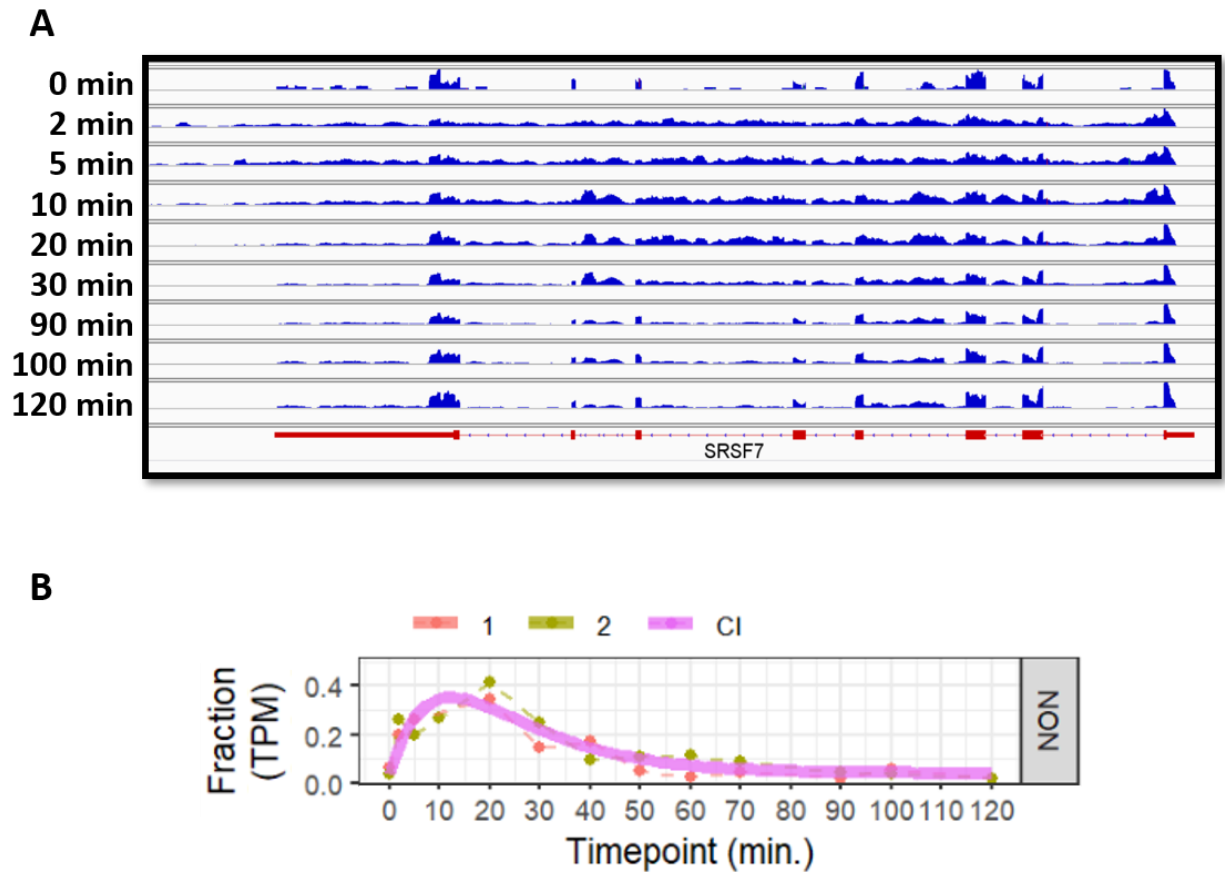 A
0 min
2 min
5 min
10 min
20 min
30 min
90 min
100 min
120 min
SRSF7
B
1 2 CI
Fraction
(TPM)
0.4
0.2
0.0
NON
0 10 20 30 40 50 60 70 80 90 100 110 120
Timepoint (min.)